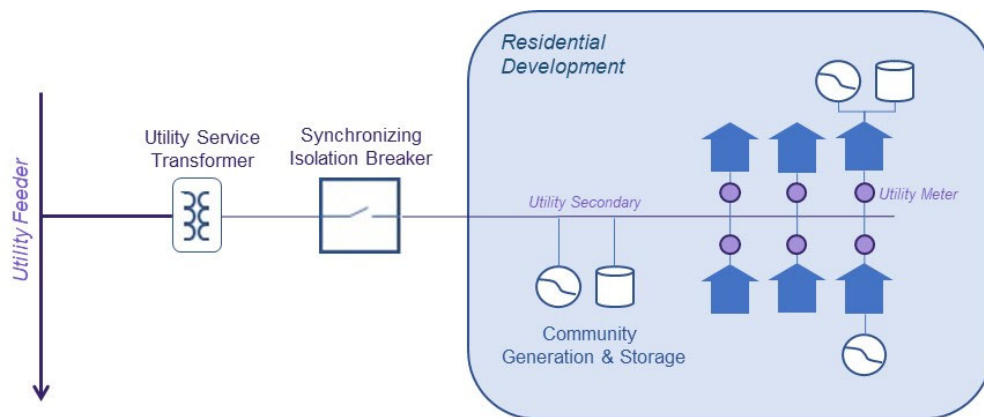 Residential
Development
Utility Service
Transformer
Synchronizing
Isolation Breaker
Utility Feeder
Utility Secondary
Utility Meter
Community
Generation & Storage